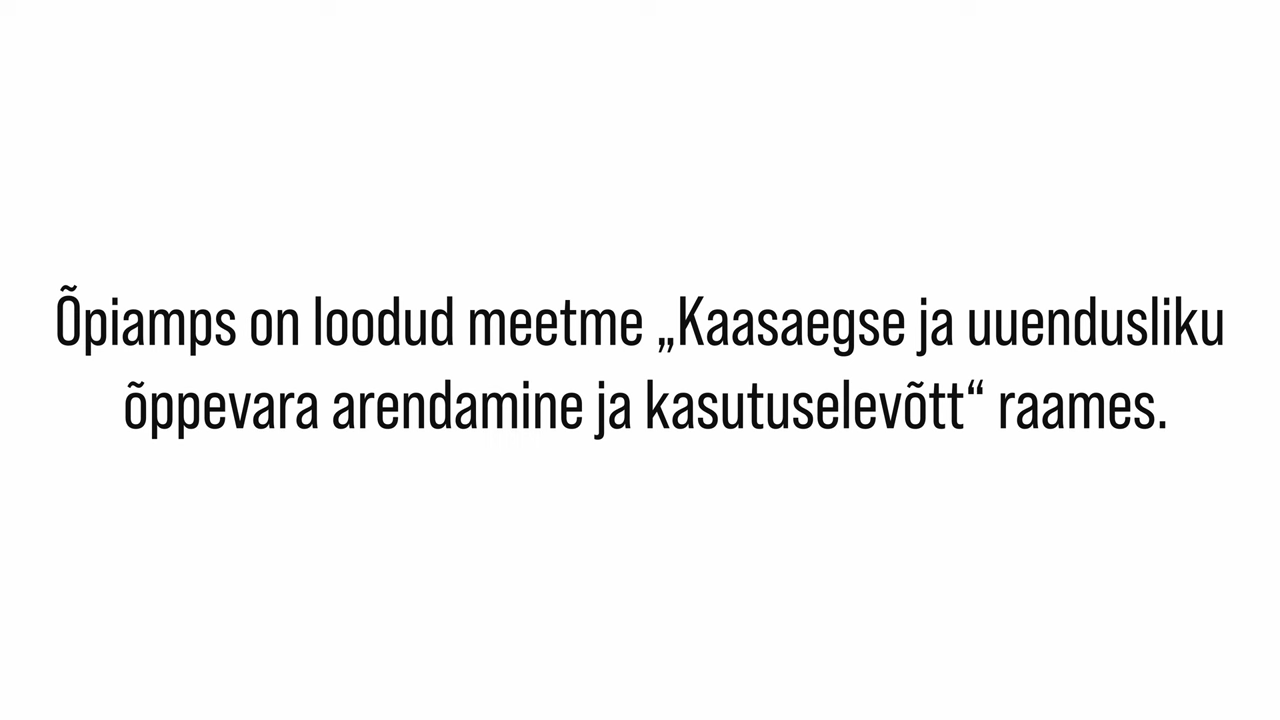 Õpiamps on loodud meetme „Kaasaegse ja uuendusliku
õppevara arendamine ja kasutuselevõtt“ raames.